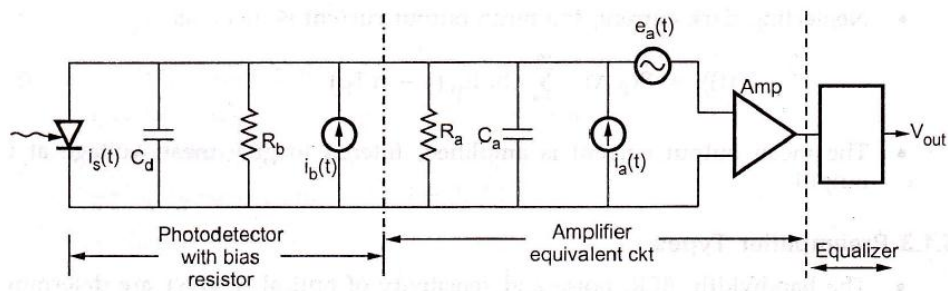 e_a(t)
Amp
i_s(t)
C_d
R_b
i_b(t)
R_a
C_a
i_a(t)
V_out
Photodetector
with bias
resistor
Amplifier
equivalent ckt
Equalizer